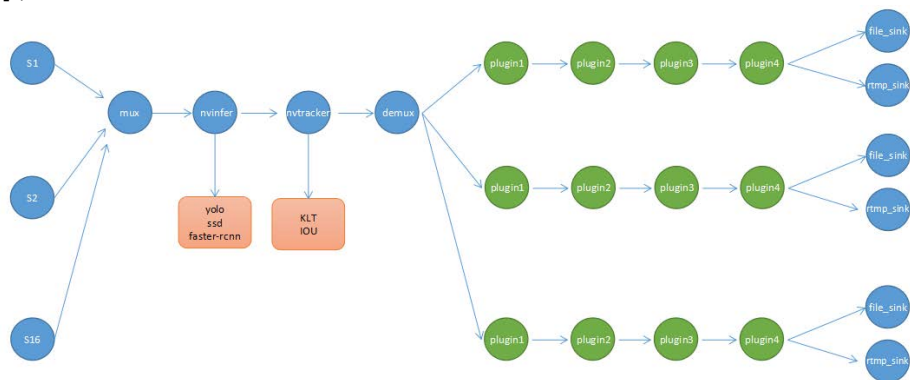 S1
S2
S16
mux
nvinfer
nvtracker
demux
yolo
ssd
faster-rcnn
KLT
IOU
plugin1
plugin2
plugin3
plugin4
file_sink
rtmp_sink
plugin1
plugin2
plugin3
plugin4
file_sink
rtmp_sink
plugin1
plugin2
plugin3
plugin4
file_sink
rtmp_sink